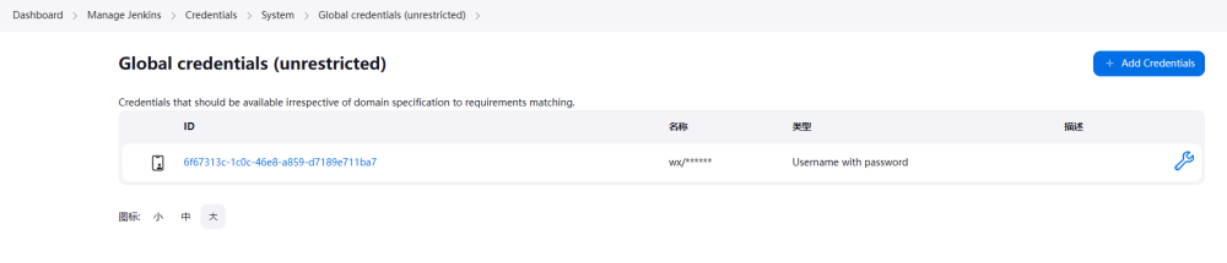 Dashboard > Manage Jenkins > Credentials > System > Global credentials (unrestricted) >
Global credentials (unrestricted)
+ Add Credentials
Credentials that should be available irrespective of domain specification to requirements matching.
ID 名称 类型 描述
6f67313c-1c0c-46e8-a859-d7189e711ba7 wx/****** Username with password
图标: 小 中 大